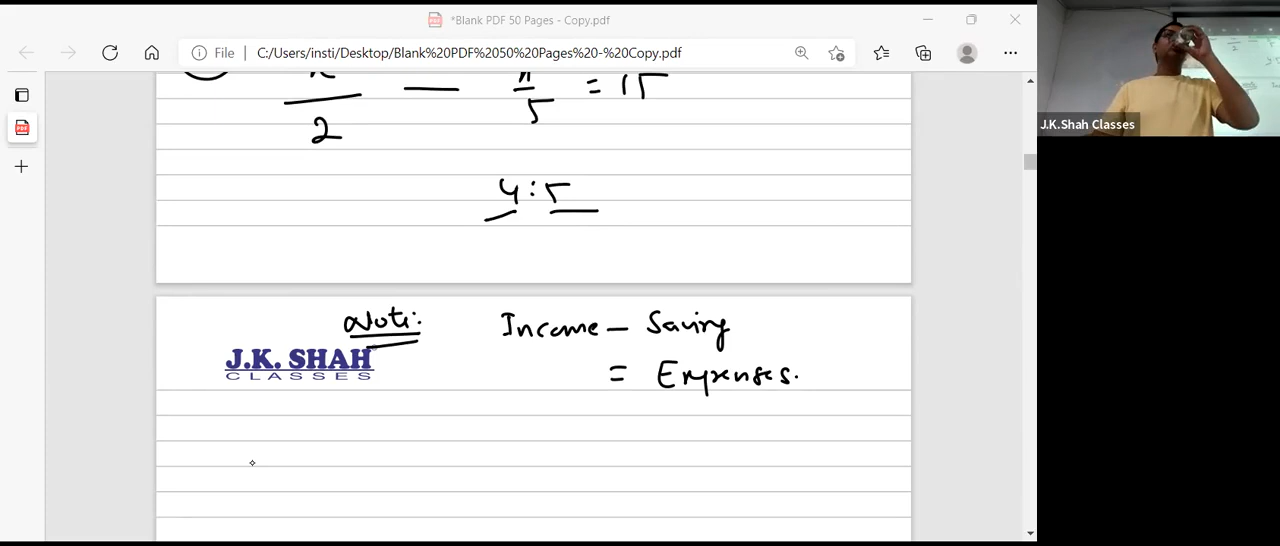 *Blank PDF 50 Pages - Copy.pdf
File | C:/Users/insti/Desktop/Blank%20PDF%2050%20Pages%20-%20Copy.pdf
= 15
2 5
4 : 5
Note: Income - Saving
J.K. SHAH
CLASSES
= Expenses.
J.K.Shah Classes